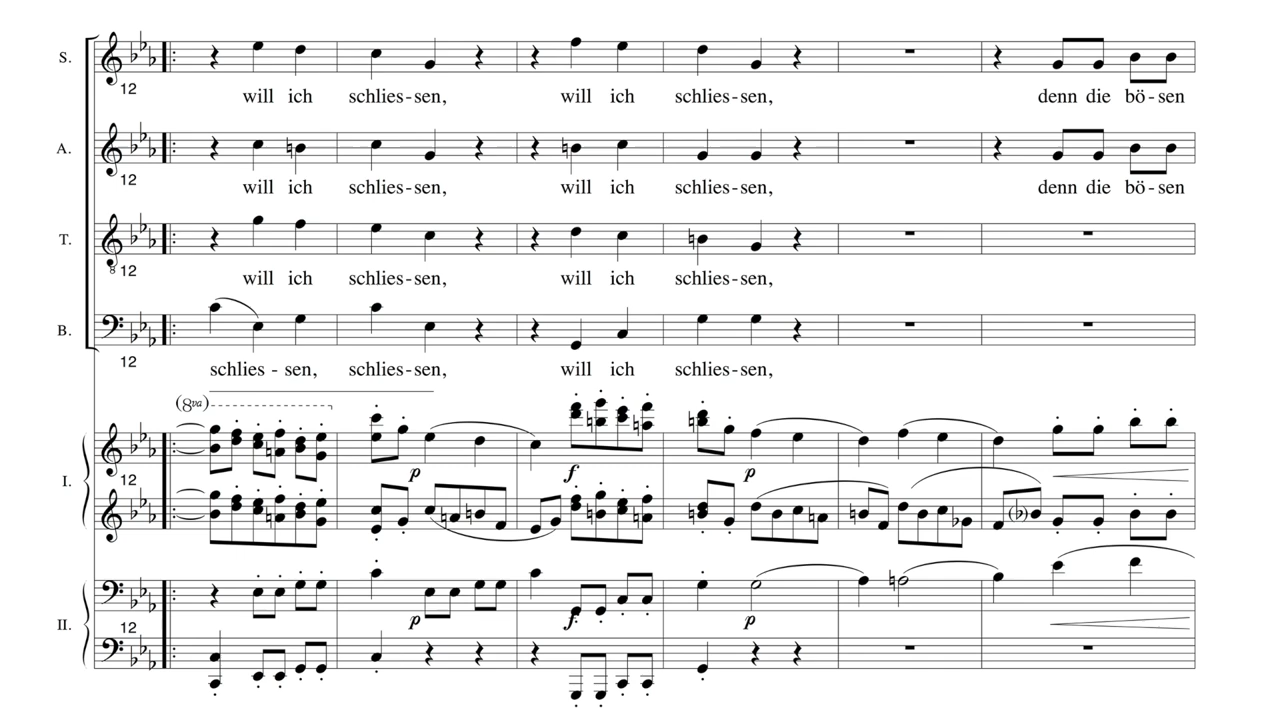 S.
12
will ich schlies-sen, will ich schlies-sen, denn die bö-sen
A.
12
will ich schlies-sen, will ich schlies-sen, denn die bö-sen
T.
8
12
will ich schlies-sen, will ich schlies-sen,
B.
12
schlies - sen, schlies-sen, will ich schlies-sen,
(8va)
I.
12
p f p
II.
12
p f p